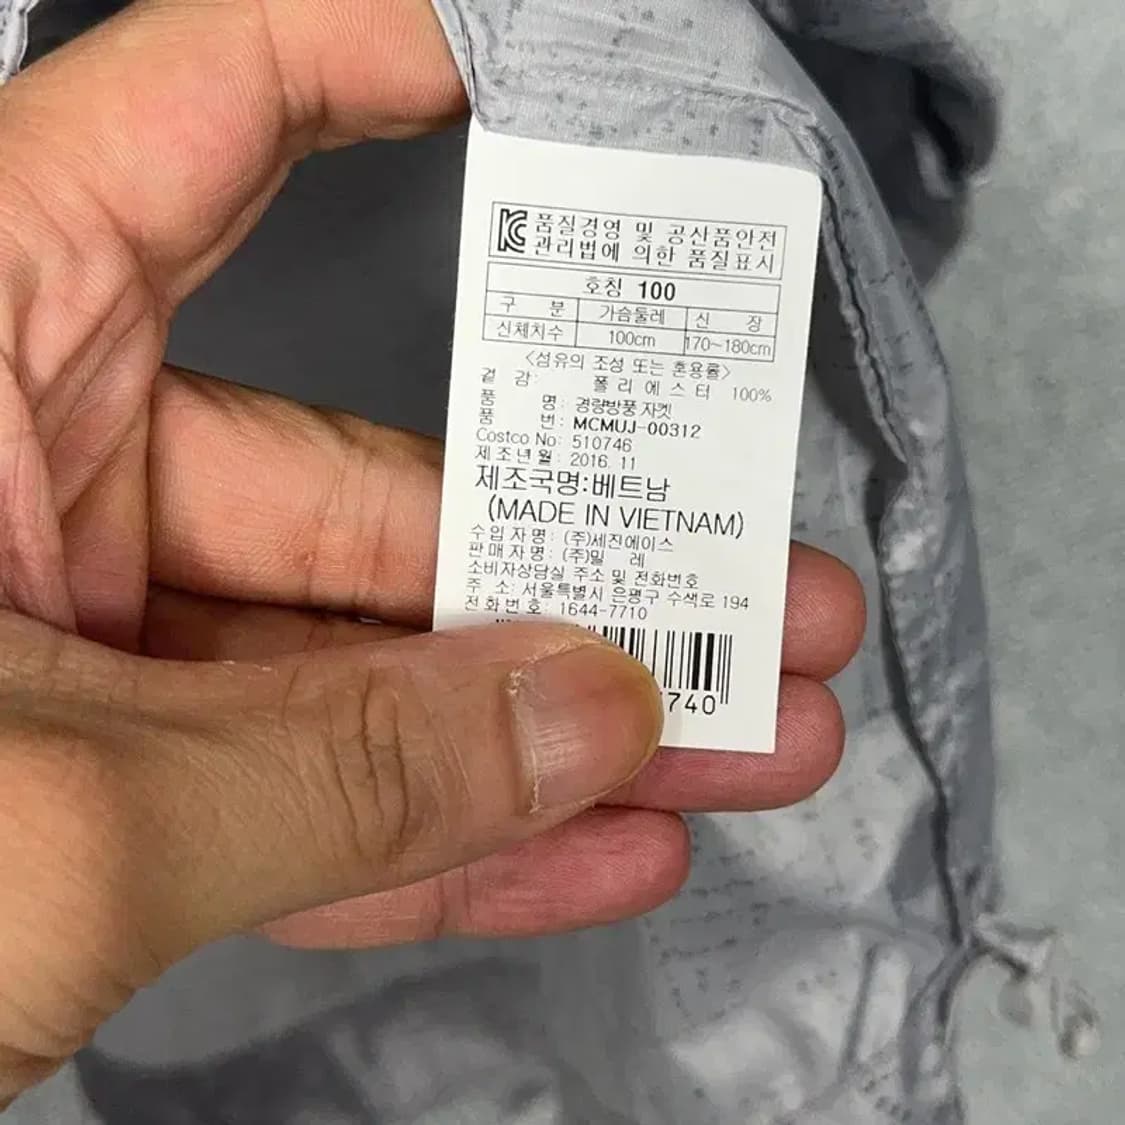 KC 품질경영 및 공산품안전
관리법에 의한 품질표시
호칭 100
구 분 가슴둘레 신 장
신체치수 100cm 170~180cm
<섬유의 조성 또는 혼용률>
겉 감: 폴 리 에 스 터 100%
품 명: 경량방풍 자켓
품 번: MCMUJ-00312
Costco No: 510746
제조년월: 2016. 11
제조국명:베트남
(MADE IN VIETNAM)
수입자명: (주)세진에이스
판매자명: (주)밀 레
소비자상담실 주소 및 전화번호
주 소: 서울특별시 은평구 수색로 194
전화번호: 1644-7710
740